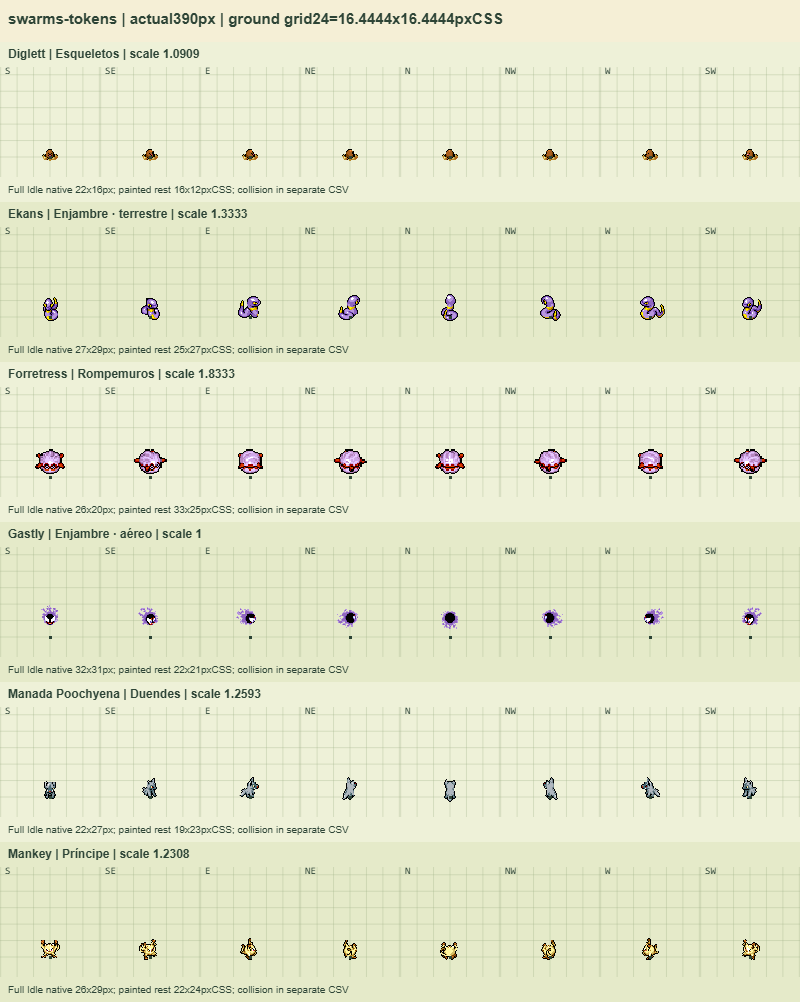 swarms-tokens | actual390px | ground grid24=16.4444x16.4444pxCSS
Diglett | Esqueletos | scale 1.0909
S SE E NE N NW W SW
Full Idle native 22x16px; painted rest 16x12pxCSS; collision in separate CSV
Ekans | Enjambre · terrestre | scale 1.3333
S SE E NE N NW W SW
Full Idle native 27x29px; painted rest 25x27pxCSS; collision in separate CSV
Forretress | Rompemuros | scale 1.8333
S SE E NE N NW W SW
Full Idle native 26x20px; painted rest 33x25pxCSS; collision in separate CSV
Gastly | Enjambre · aéreo | scale 1
S SE E NE N NW W SW
Full Idle native 32x31px; painted rest 22x21pxCSS; collision in separate CSV
Manada Poochyena | Duendes | scale 1.2593
S SE E NE N NW W SW
Full Idle native 22x27px; painted rest 19x23pxCSS; collision in separate CSV
Mankey | Príncipe | scale 1.2308
S SE E NE N NW W SW
Full Idle native 26x29px; painted rest 22x24pxCSS; collision in separate CSV